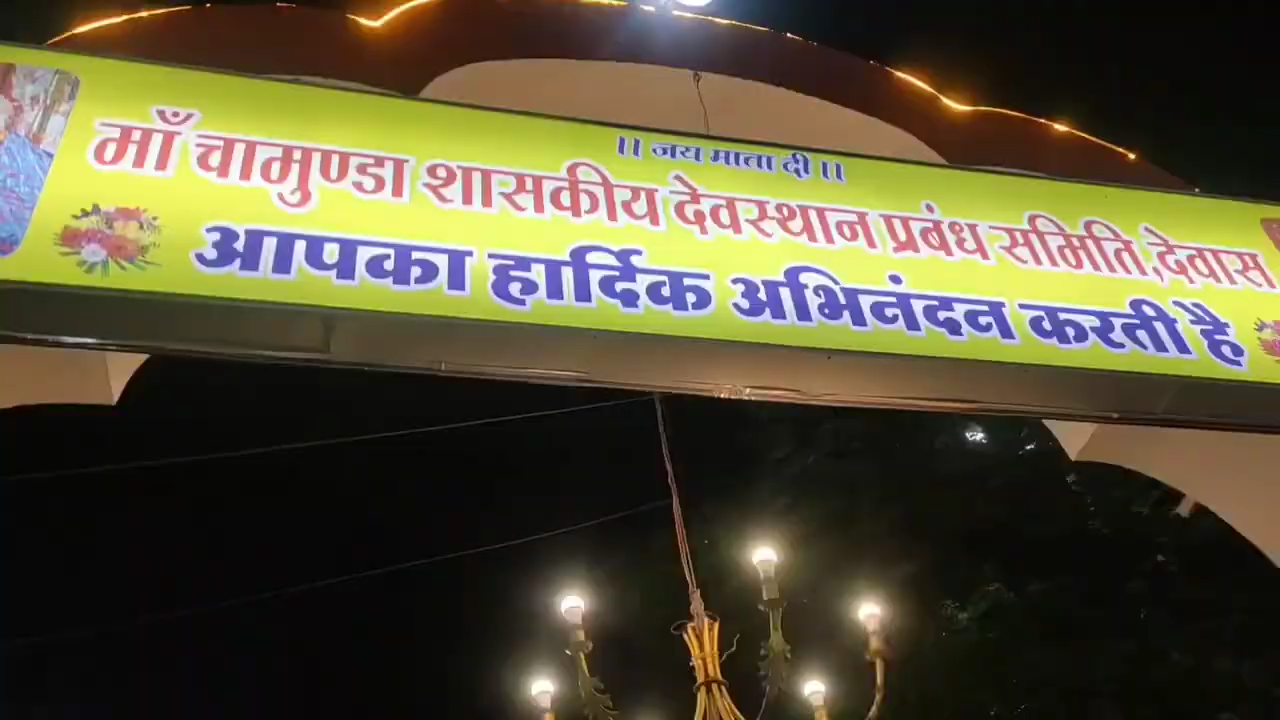 ।। जय माता दी ।।
माँ चामुण्डा शासकीय देवस्थान प्रबंध समिति,देवास
आपका हार्दिक अभिनंदन करती है